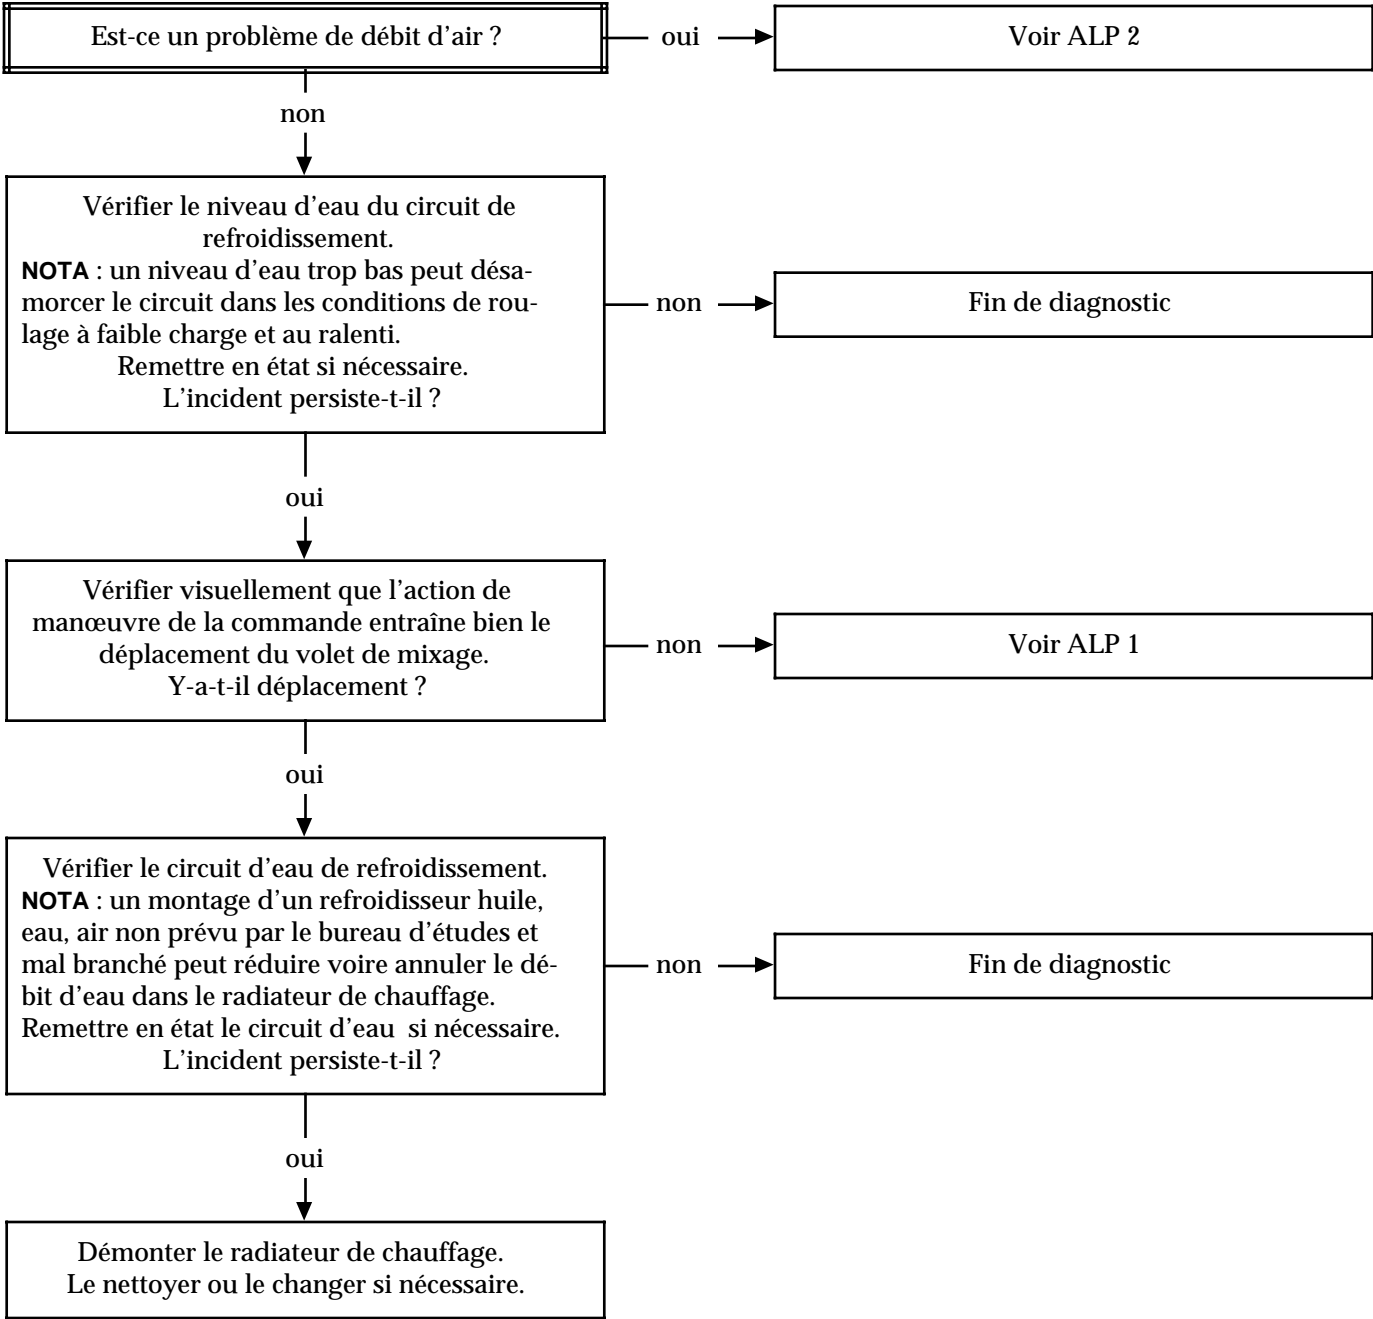 Est-ce un problème de débit d’air ?
oui
Voir ALP 2
non
Vérifier le niveau d’eau du circuit de
refroidissement.
NOTA : un niveau d’eau trop bas peut désa-
morcer le circuit dans les conditions de rou-
lage à faible charge et au ralenti.
Remettre en état si nécessaire.
L’incident persiste-t-il ?
non
Fin de diagnostic
oui
Vérifier visuellement que l’action de
manœuvre de la commande entraîne bien le
déplacement du volet de mixage.
Y-a-t-il déplacement ?
non
Voir ALP 1
oui
Vérifier le circuit d’eau de refroidissement.
NOTA : un montage d’un refroidisseur huile,
eau, air non prévu par le bureau d’études et
mal branché peut réduire voire annuler le dé-
bit d’eau dans le radiateur de chauffage.
Remettre en état le circuit d’eau  si nécessaire.
L’incident persiste-t-il ?
non
Fin de diagnostic
oui
Démonter le radiateur de chauffage.
Le nettoyer ou le changer si nécessaire.